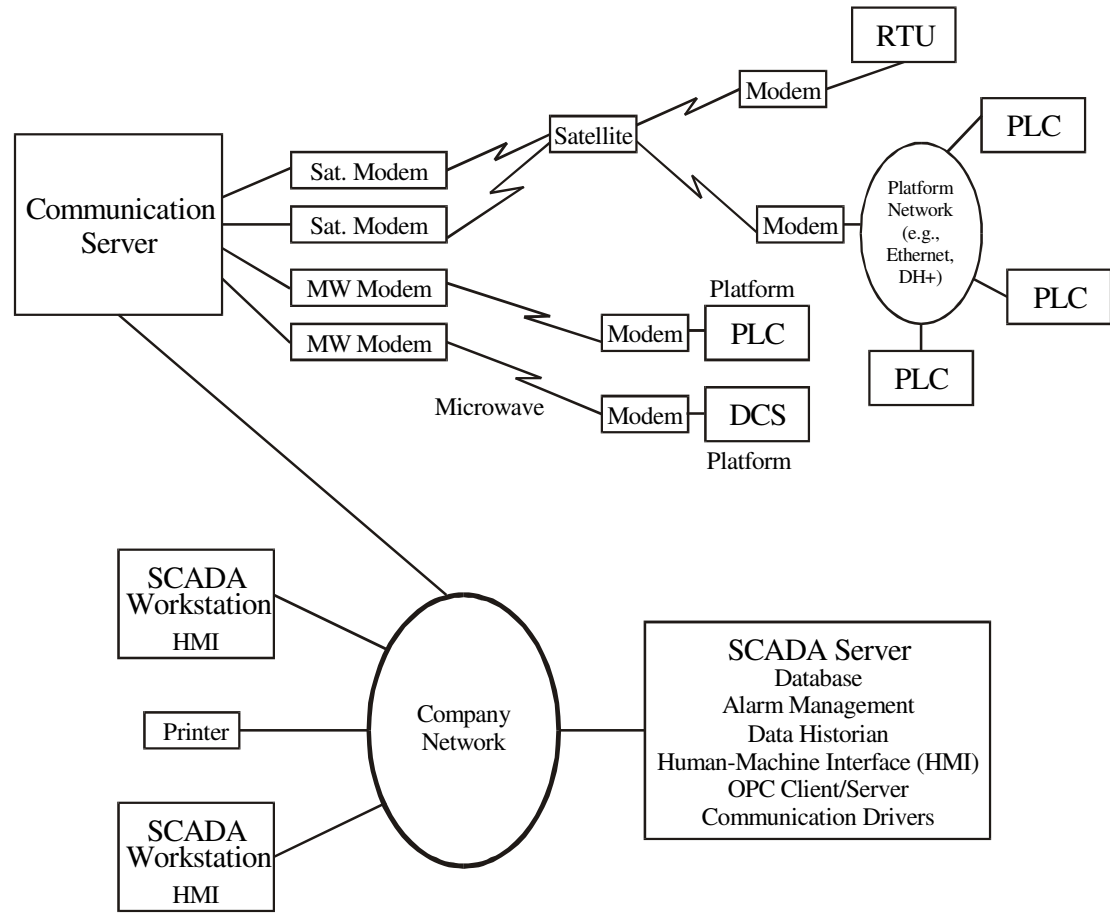 RTU
Modem
PLC
Satellite
Sat. Modem
Communication
Server
Platform
Network
(e.g.,
Ethernet,
DH+)
Sat. Modem
Modem
MW Modem
Platform
PLC
MW Modem
Modem
PLC
PLC
Microwave
Modem
DCS
Platform
SCADA
Workstation
HMI
SCADA Server
Database
Alarm Management
Data Historian
Human-Machine Interface (HMI)
OPC Client/Server
Communication Drivers
Company
Network
Printer
SCADA
Workstation
HMI